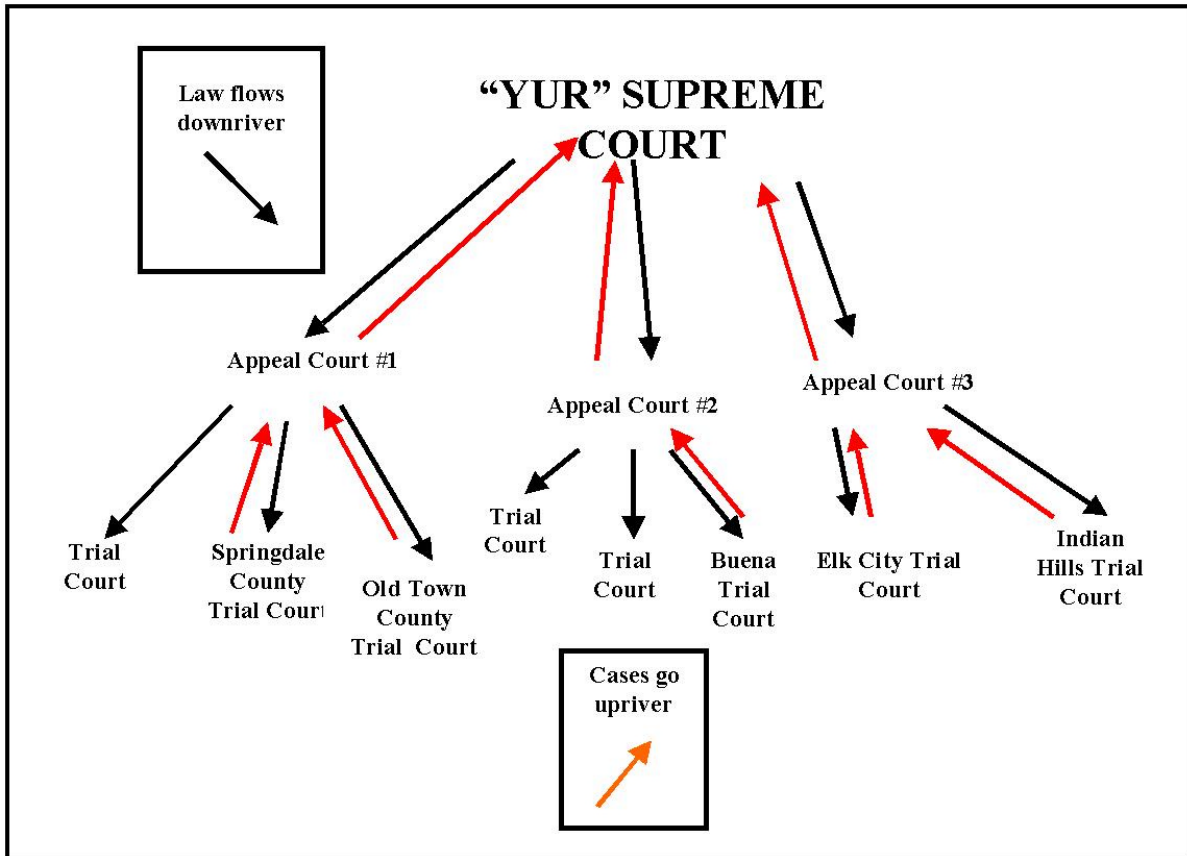 Law flows
downriver
“YUR” SUPREME
COURT
Appeal Court #1
Appeal Court #2
Appeal Court #3
Trial
Court
Springdale
County
Trial Court
Old Town
County
Trial Court
Trial
Court
Trial
Court
Buena
Trial
Court
Elk City Trial
Court
Indian
Hills Trial
Court
Cases go
upriver